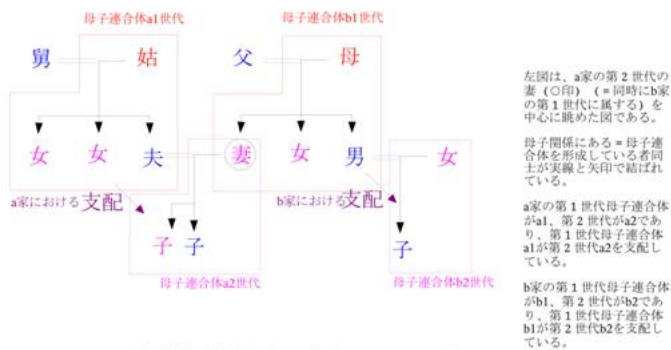 母子連合体a1世代
母子連合体b1世代
舅
姑
父
母
女
女
夫
妻
女
男
女
a家における支配
b家における支配
子
子
子
母子連合体a2世代
母子連合体b2世代
左図は、a家の第２世代の
妻（○印）（＝同時にb家
の第１世代に属する）を
中心に眺めた図である。
母子関係にある＝母子連
合体を形成している者同
士が実線と矢印で結ばれ
ている。
a家の第１世代母子連合体
がa1、第２世代がa2であ
り、第１世代母子連合体
a1が第２世代a2を支配し
ている。
b家の第１世代母子連合体
がb1、第２世代がb2であ
り、第１世代母子連合体
b1が第２世代b2を支配し
ている。